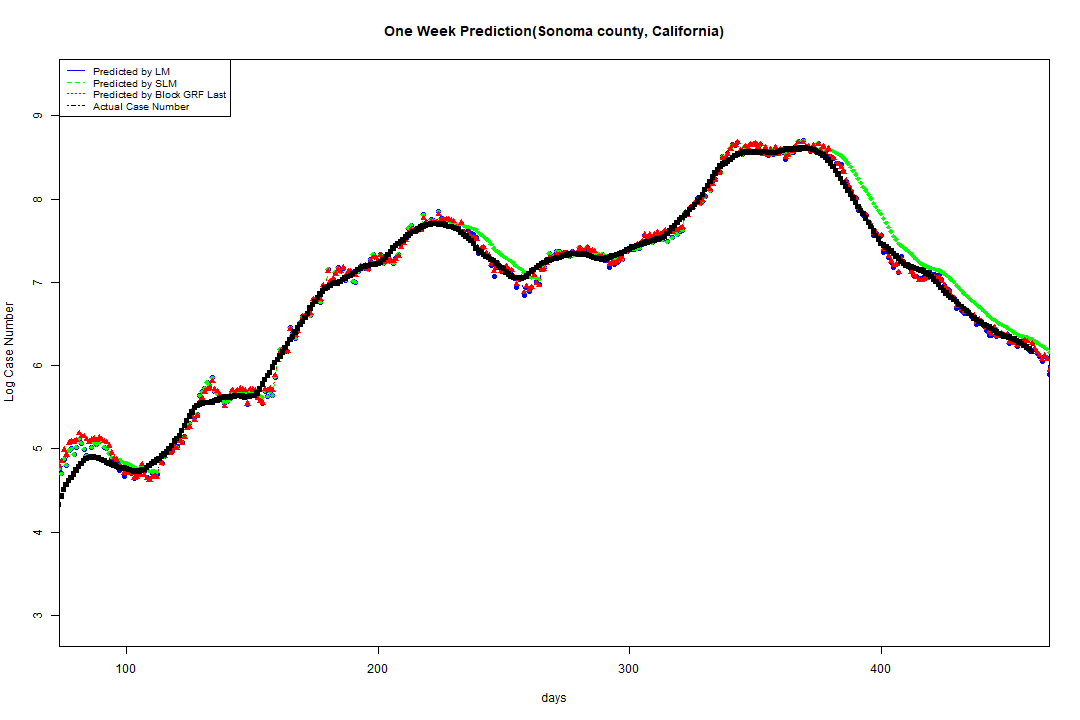 One Week Prediction(Sonoma county, California)
Predicted by LM
Predicted by SLM
Predicted by Block GRF Last
Actual Case Number
9
8
7
6
5
4
3
Log Case Number
100 200 300 400
days